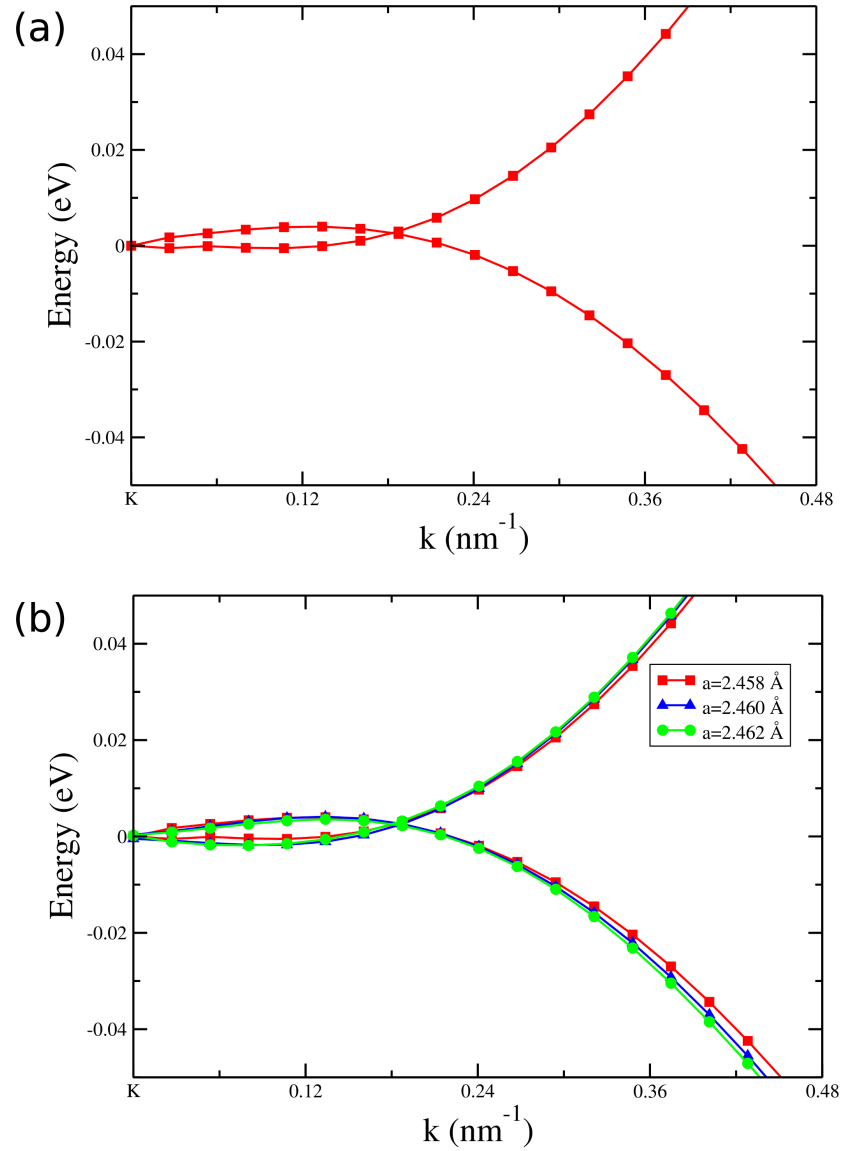 (a)
0.04
0.02
0
-0.02
-0.04
Energy (eV)
K
0.12
0.24
0.36
0.48
k (nm⁻¹)
(b)
0.04
0.02
0
-0.02
-0.04
Energy (eV)
a=2.458 Å
a=2.460 Å
a=2.462 Å
K
0.12
0.24
0.36
0.48
k (nm⁻¹)